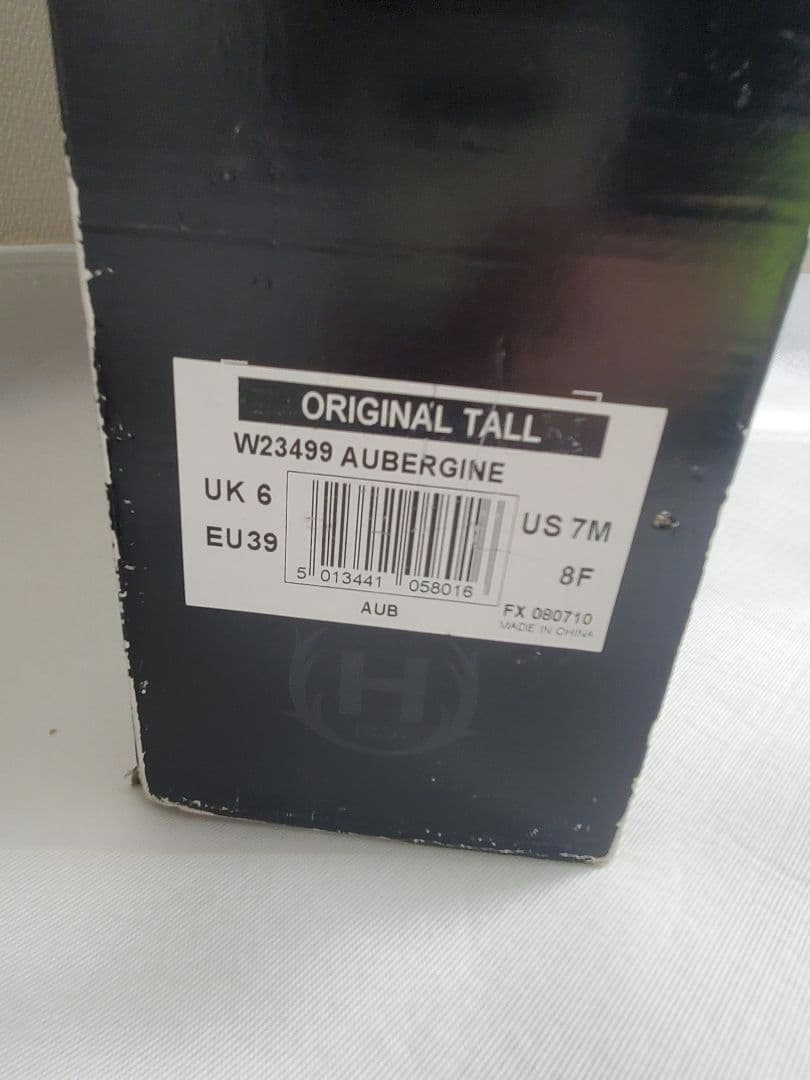 ORIGINAL TALL
W23499 AUBERGINE
UK 6
EU39
US 7M
8F
5 013441 058016
AUB
FX 080710
MADE IN CHINA
H